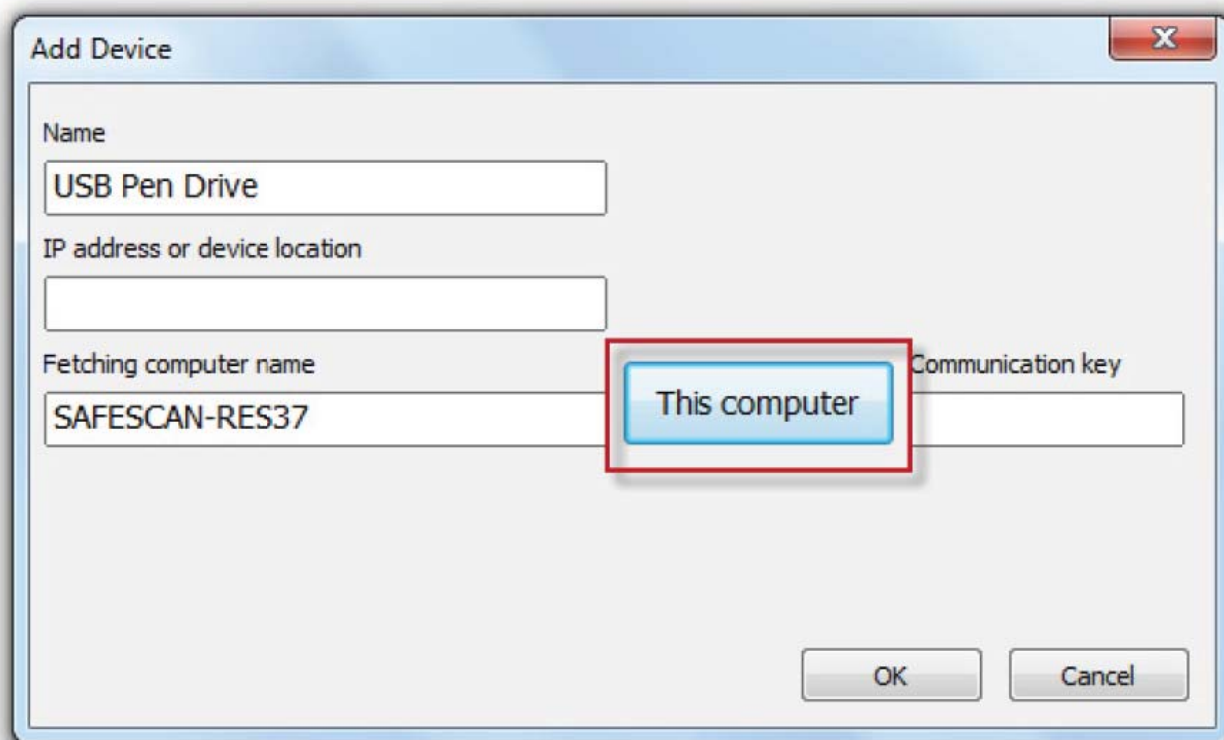 Add Device
Name
USB Pen Drive
IP address or device location
Fetching computer name
Communication key
SAFESCAN-RES37
This computer
OK
Cancel